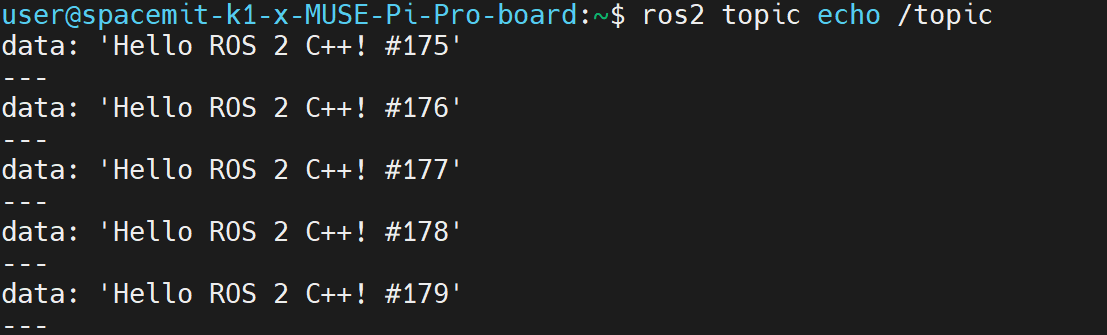 user@spacemit-k1-x-MUSE-Pi-Pro-board:~$ ros2 topic echo /topic
data: 'Hello ROS 2 C++! #175'
---
data: 'Hello ROS 2 C++! #176'
---
data: 'Hello ROS 2 C++! #177'
---
data: 'Hello ROS 2 C++! #178'
---
data: 'Hello ROS 2 C++! #179'
---